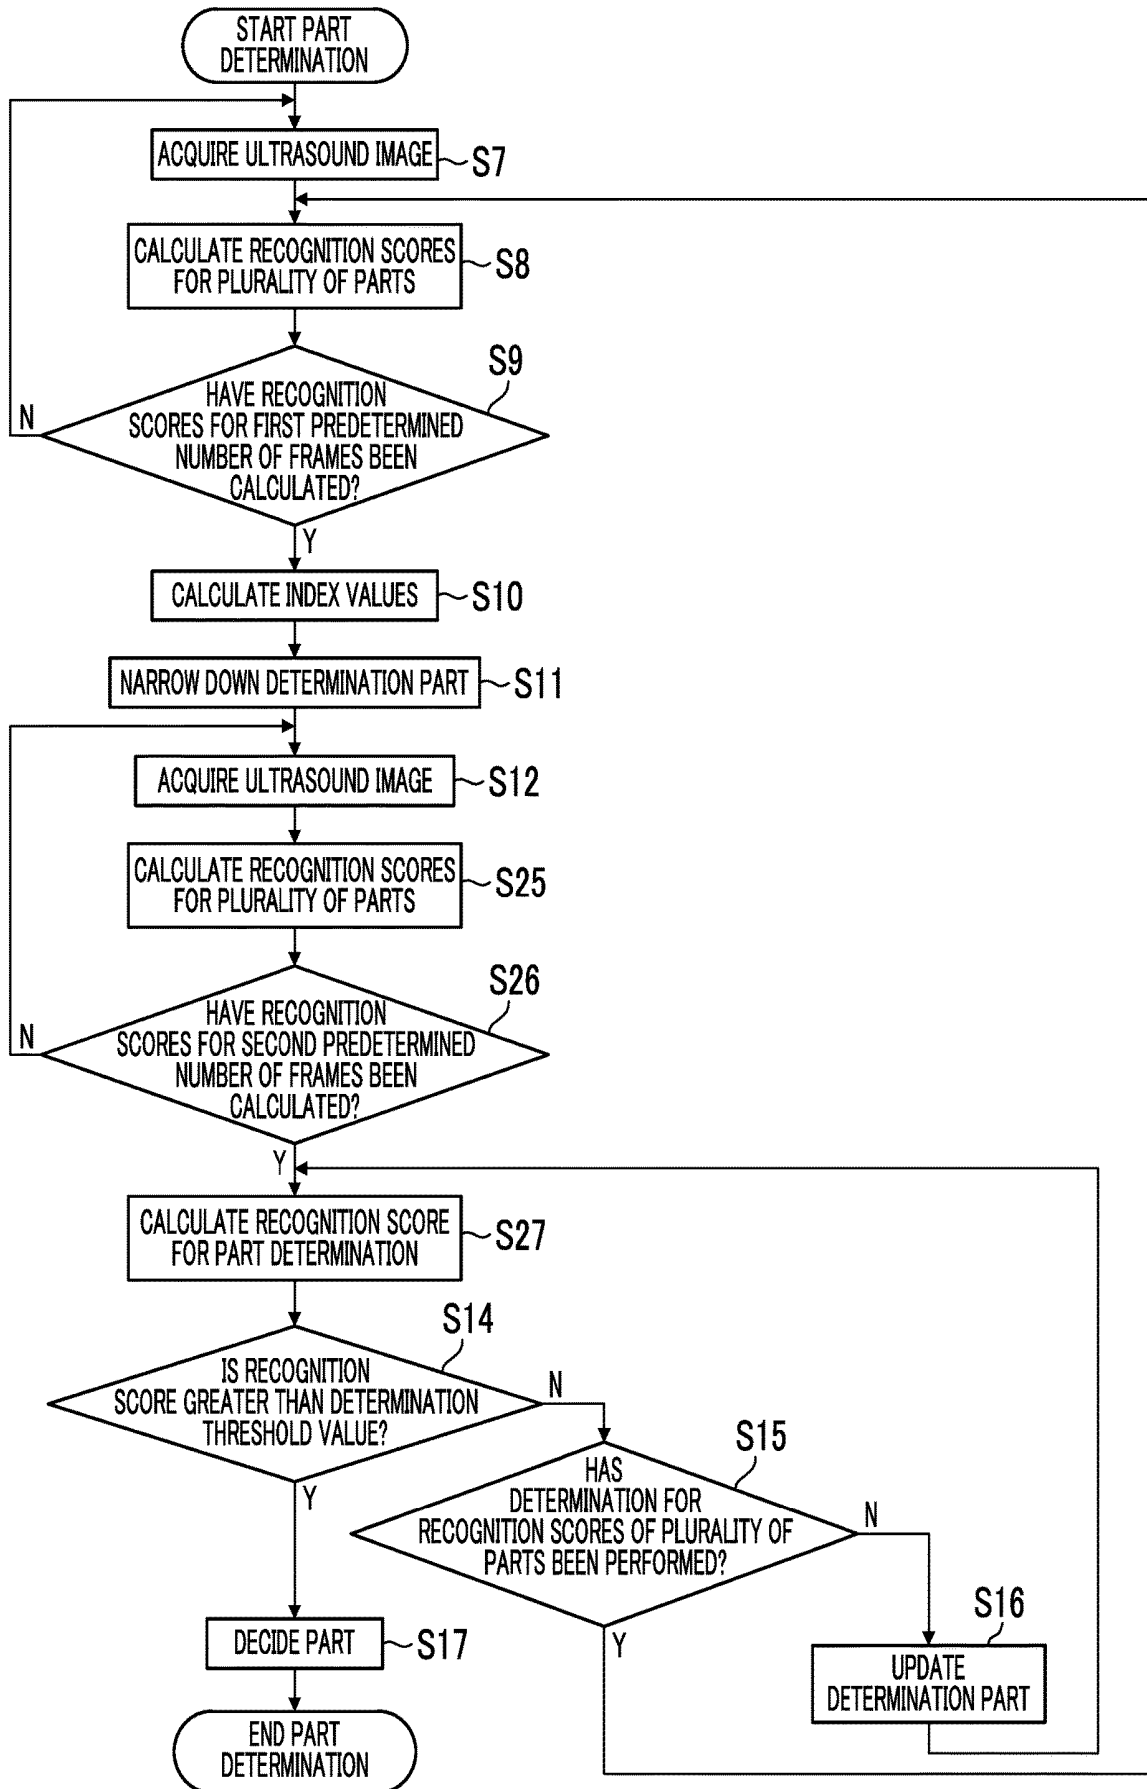 START PART
DETERMINATION
ACQUIRE ULTRASOUND IMAGE
S7
CALCULATE RECOGNITION SCORES
FOR PLURALITY OF PARTS
S8
S9
HAVE RECOGNITION
SCORES FOR FIRST PREDETERMINED
NUMBER OF FRAMES BEEN
CALCULATED?
N
Y
CALCULATE INDEX VALUES
S10
NARROW DOWN DETERMINATION PART
S11
ACQUIRE ULTRASOUND IMAGE
S12
CALCULATE RECOGNITION SCORES
FOR PLURALITY OF PARTS
S25
S26
HAVE RECOGNITION
SCORES FOR SECOND PREDETERMINED
NUMBER OF FRAMES BEEN
CALCULATED?
N
Y
CALCULATE RECOGNITION SCORE
FOR PART DETERMINATION
S27
S14
IS RECOGNITION
SCORE GREATER THAN DETERMINATION
THRESHOLD VALUE?
N
Y
S15
HAS
DETERMINATION FOR
RECOGNITION SCORES OF PLURALITY OF
PARTS BEEN PERFORMED?
N
Y
S16
UPDATE
DETERMINATION PART
DECIDE PART
S17
END PART
DETERMINATION